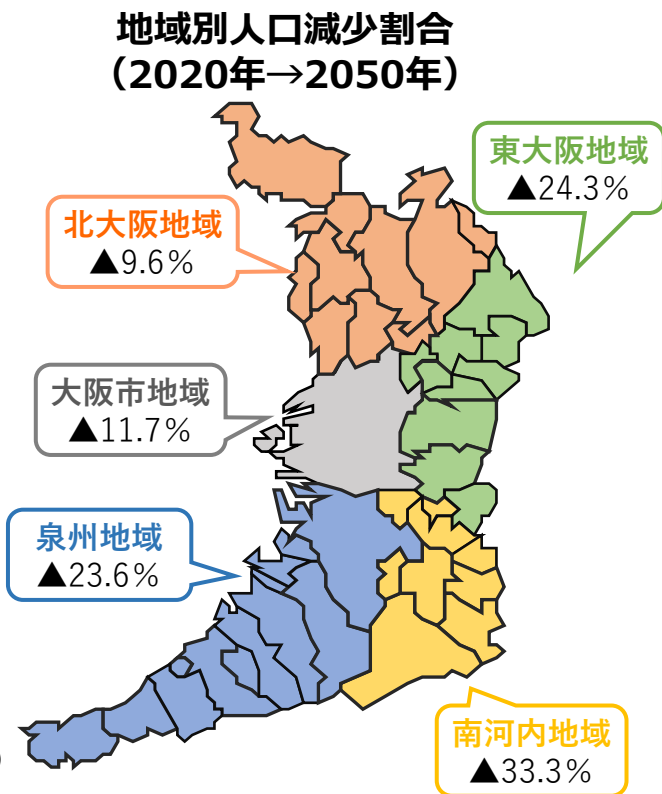 地域別人口減少割合
（2020年→2050年）
東大阪地域
▲24.3%
北大阪地域
▲9.6%
大阪市地域
▲11.7%
泉州地域
▲23.6%
南河内地域
▲33.3%